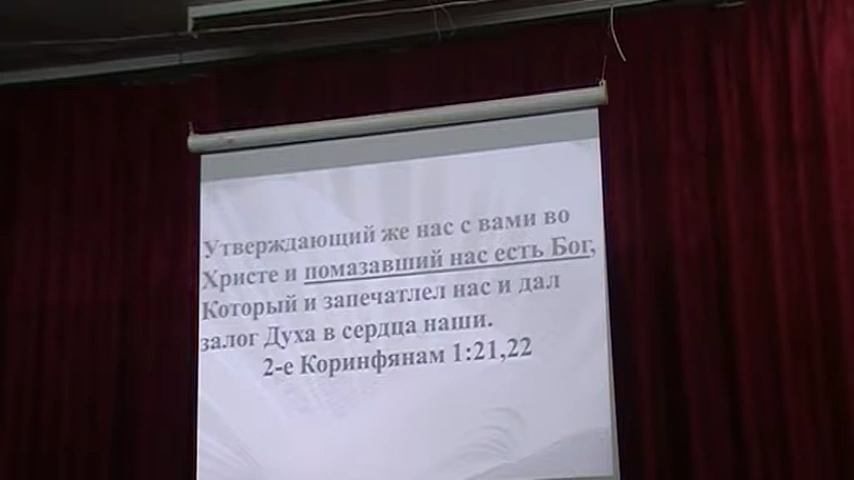 Утверждающий же нас с вами во
Христе и помазавший нас есть Бог,
Который и запечатлел нас и дал
залог Духа в сердца наши.
2-е Коринфянам 1:21,22